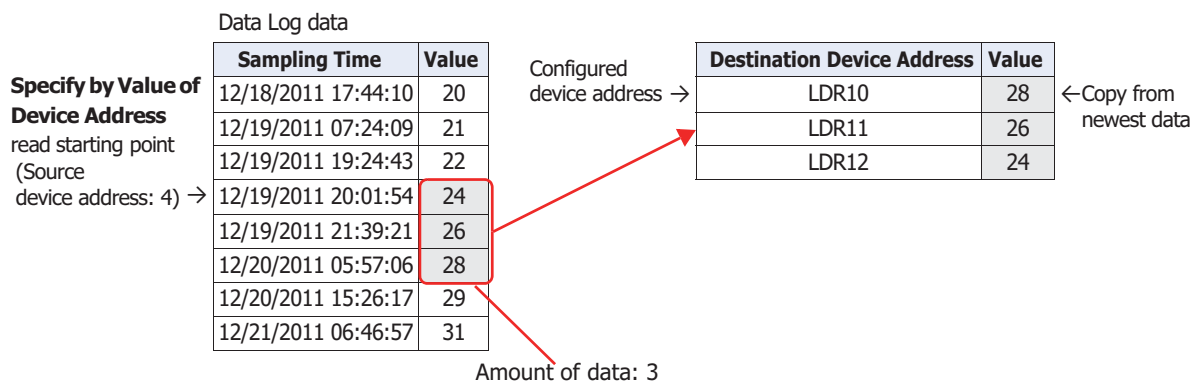 Data Log data
Sampling Time Value
12/18/2011 17:44:10 20
12/19/2011 07:24:09 21
12/19/2011 19:24:43 22
12/19/2011 20:01:54 24
12/19/2011 21:39:21 26
12/20/2011 05:57:06 28
12/20/2011 15:26:17 29
12/21/2011 06:46:57 31
Specify by Value of
Device Address
read starting point
(Source
device address: 4) →
Amount of data: 3
Configured
device address →
Destination Device Address Value
LDR10 28
LDR11 26
LDR12 24
←Copy from
newest data